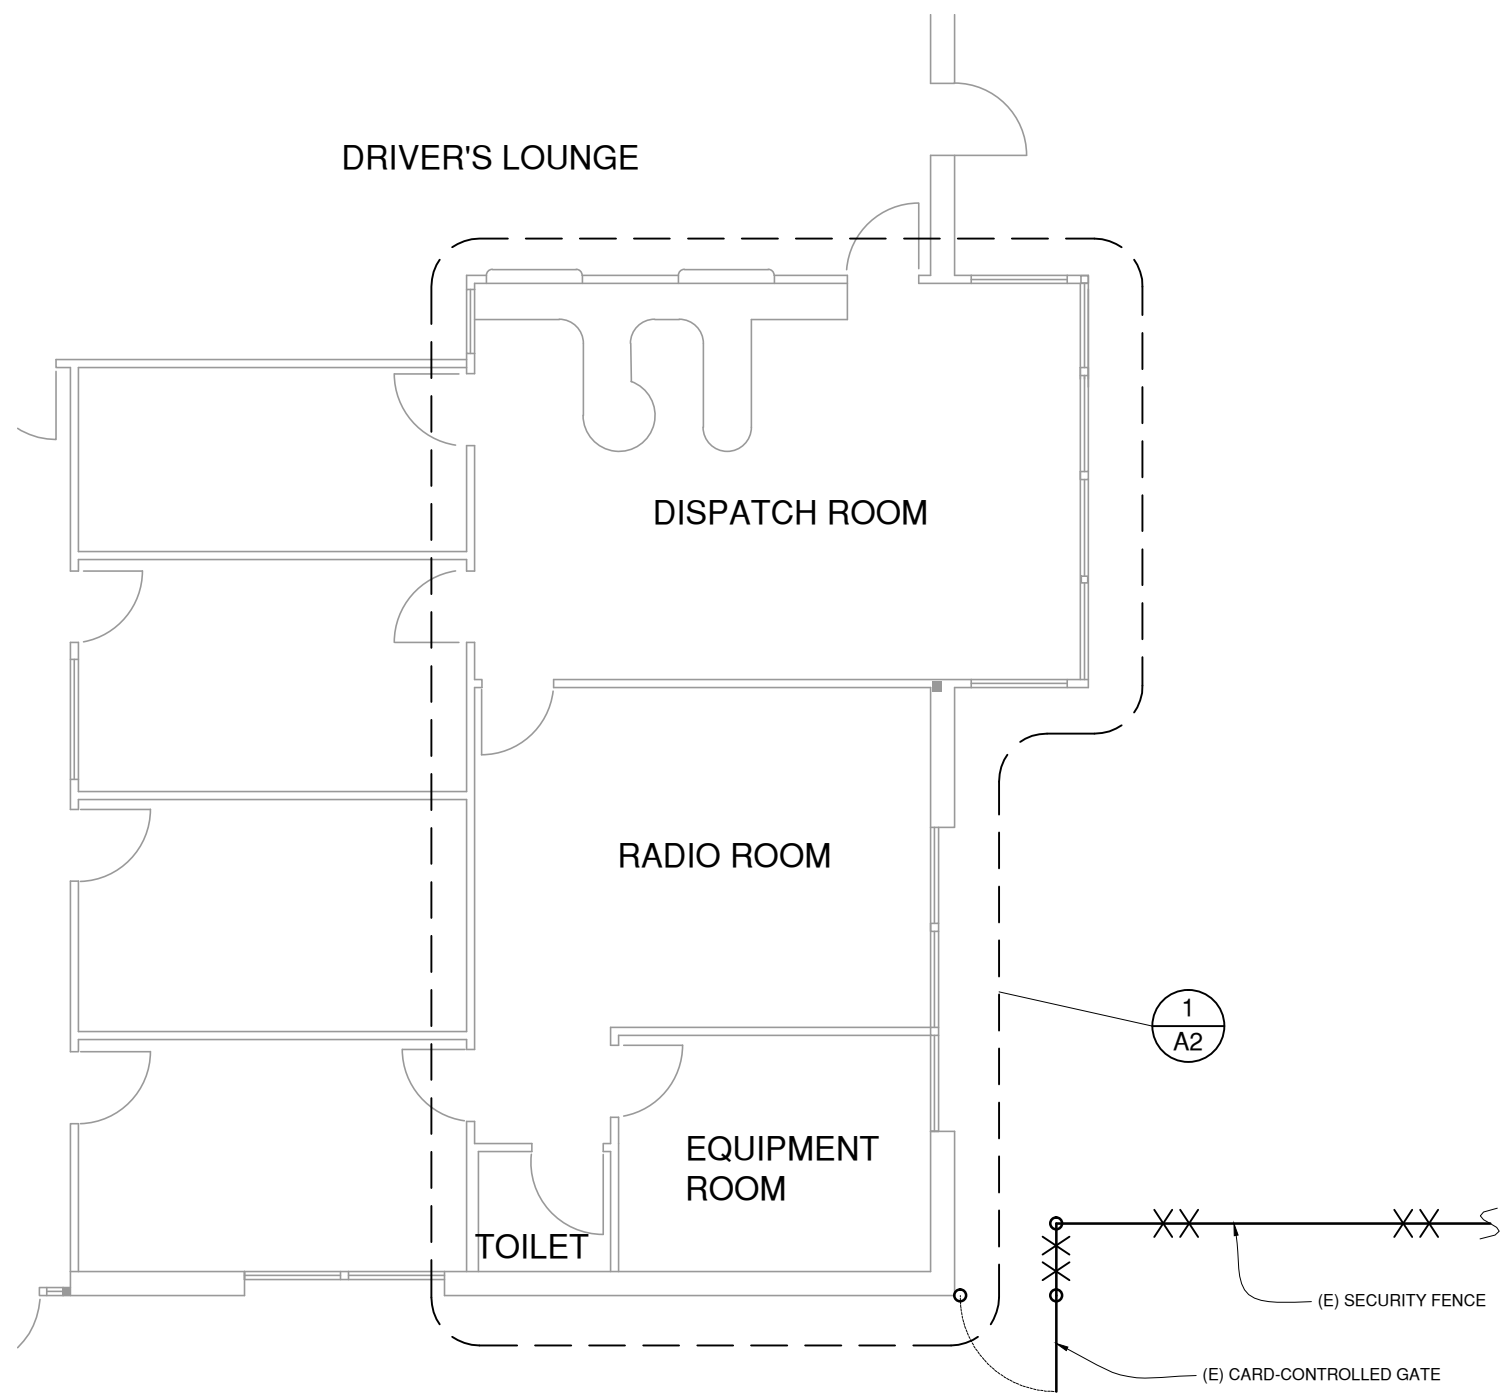 DRIVER'S LOUNGE
DISPATCH ROOM
RADIO ROOM
1
A2
EQUIPMENT
ROOM
TOILET
(E) SECURITY FENCE
(E) CARD-CONTROLLED GATE